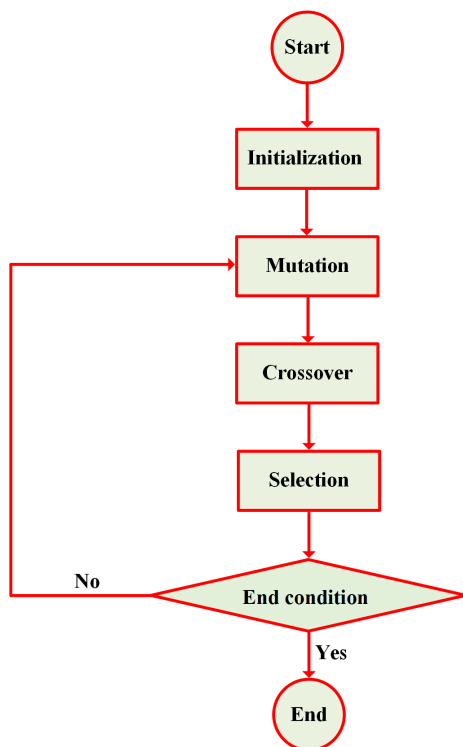 Start
Initialization
Mutation
Crossover
Selection
End condition
No
Yes
End